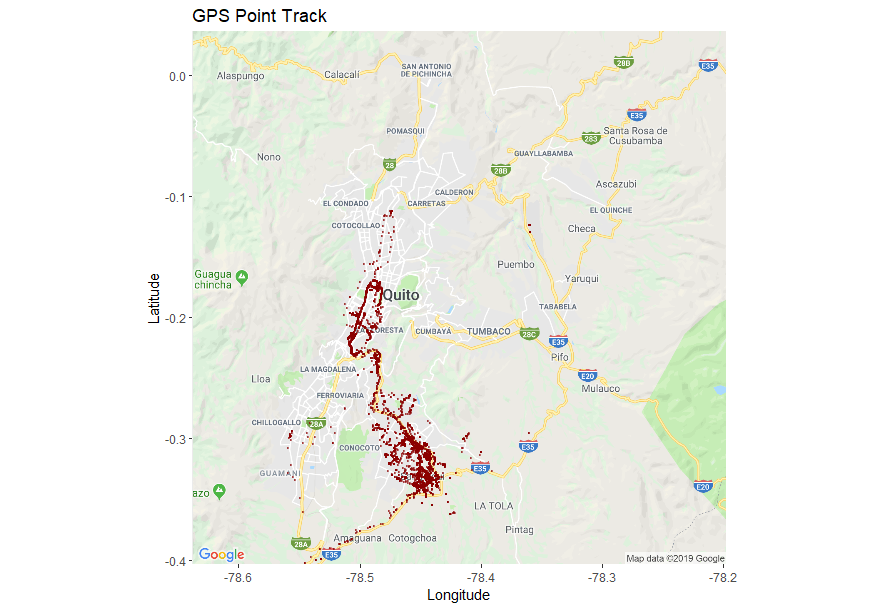 GPS Point Track
SAN ANTONIO
DE PICHINCHA
28B
E35
Alaspungo
Calacalí
0.0
E35
POMASQUI
283
Santa Rosa de
Cusubamba
Nono
28
GUAYLLABAMBA
28B
Ascazubi
CALDERON
-0.1
EL CONDADO
CARRETAS
EL QUINCHE
COTOCOLLAO
Checa
Puembo
Guagua
chincha
Yaruqui
Quito
TABABELA
Latitude
-0.2
LA FLORESTA
CUMBAYÁ
TUMBACO
28C
E35
Pifo
LA MAGDALENA
E20
Lloa
Mulauco
FERROVIARIA
CHILLOGALLO
28A
-0.3
CONOCOTO
E35
GUAMANI
E35
E20
azo
LA TOLA
Pintag
28A
Amaguana
Cotogchoa
Google
E35
Map data ©2019 Google
-0.4
-78.6
-78.5
-78.4
-78.3
-78.2
Longitude